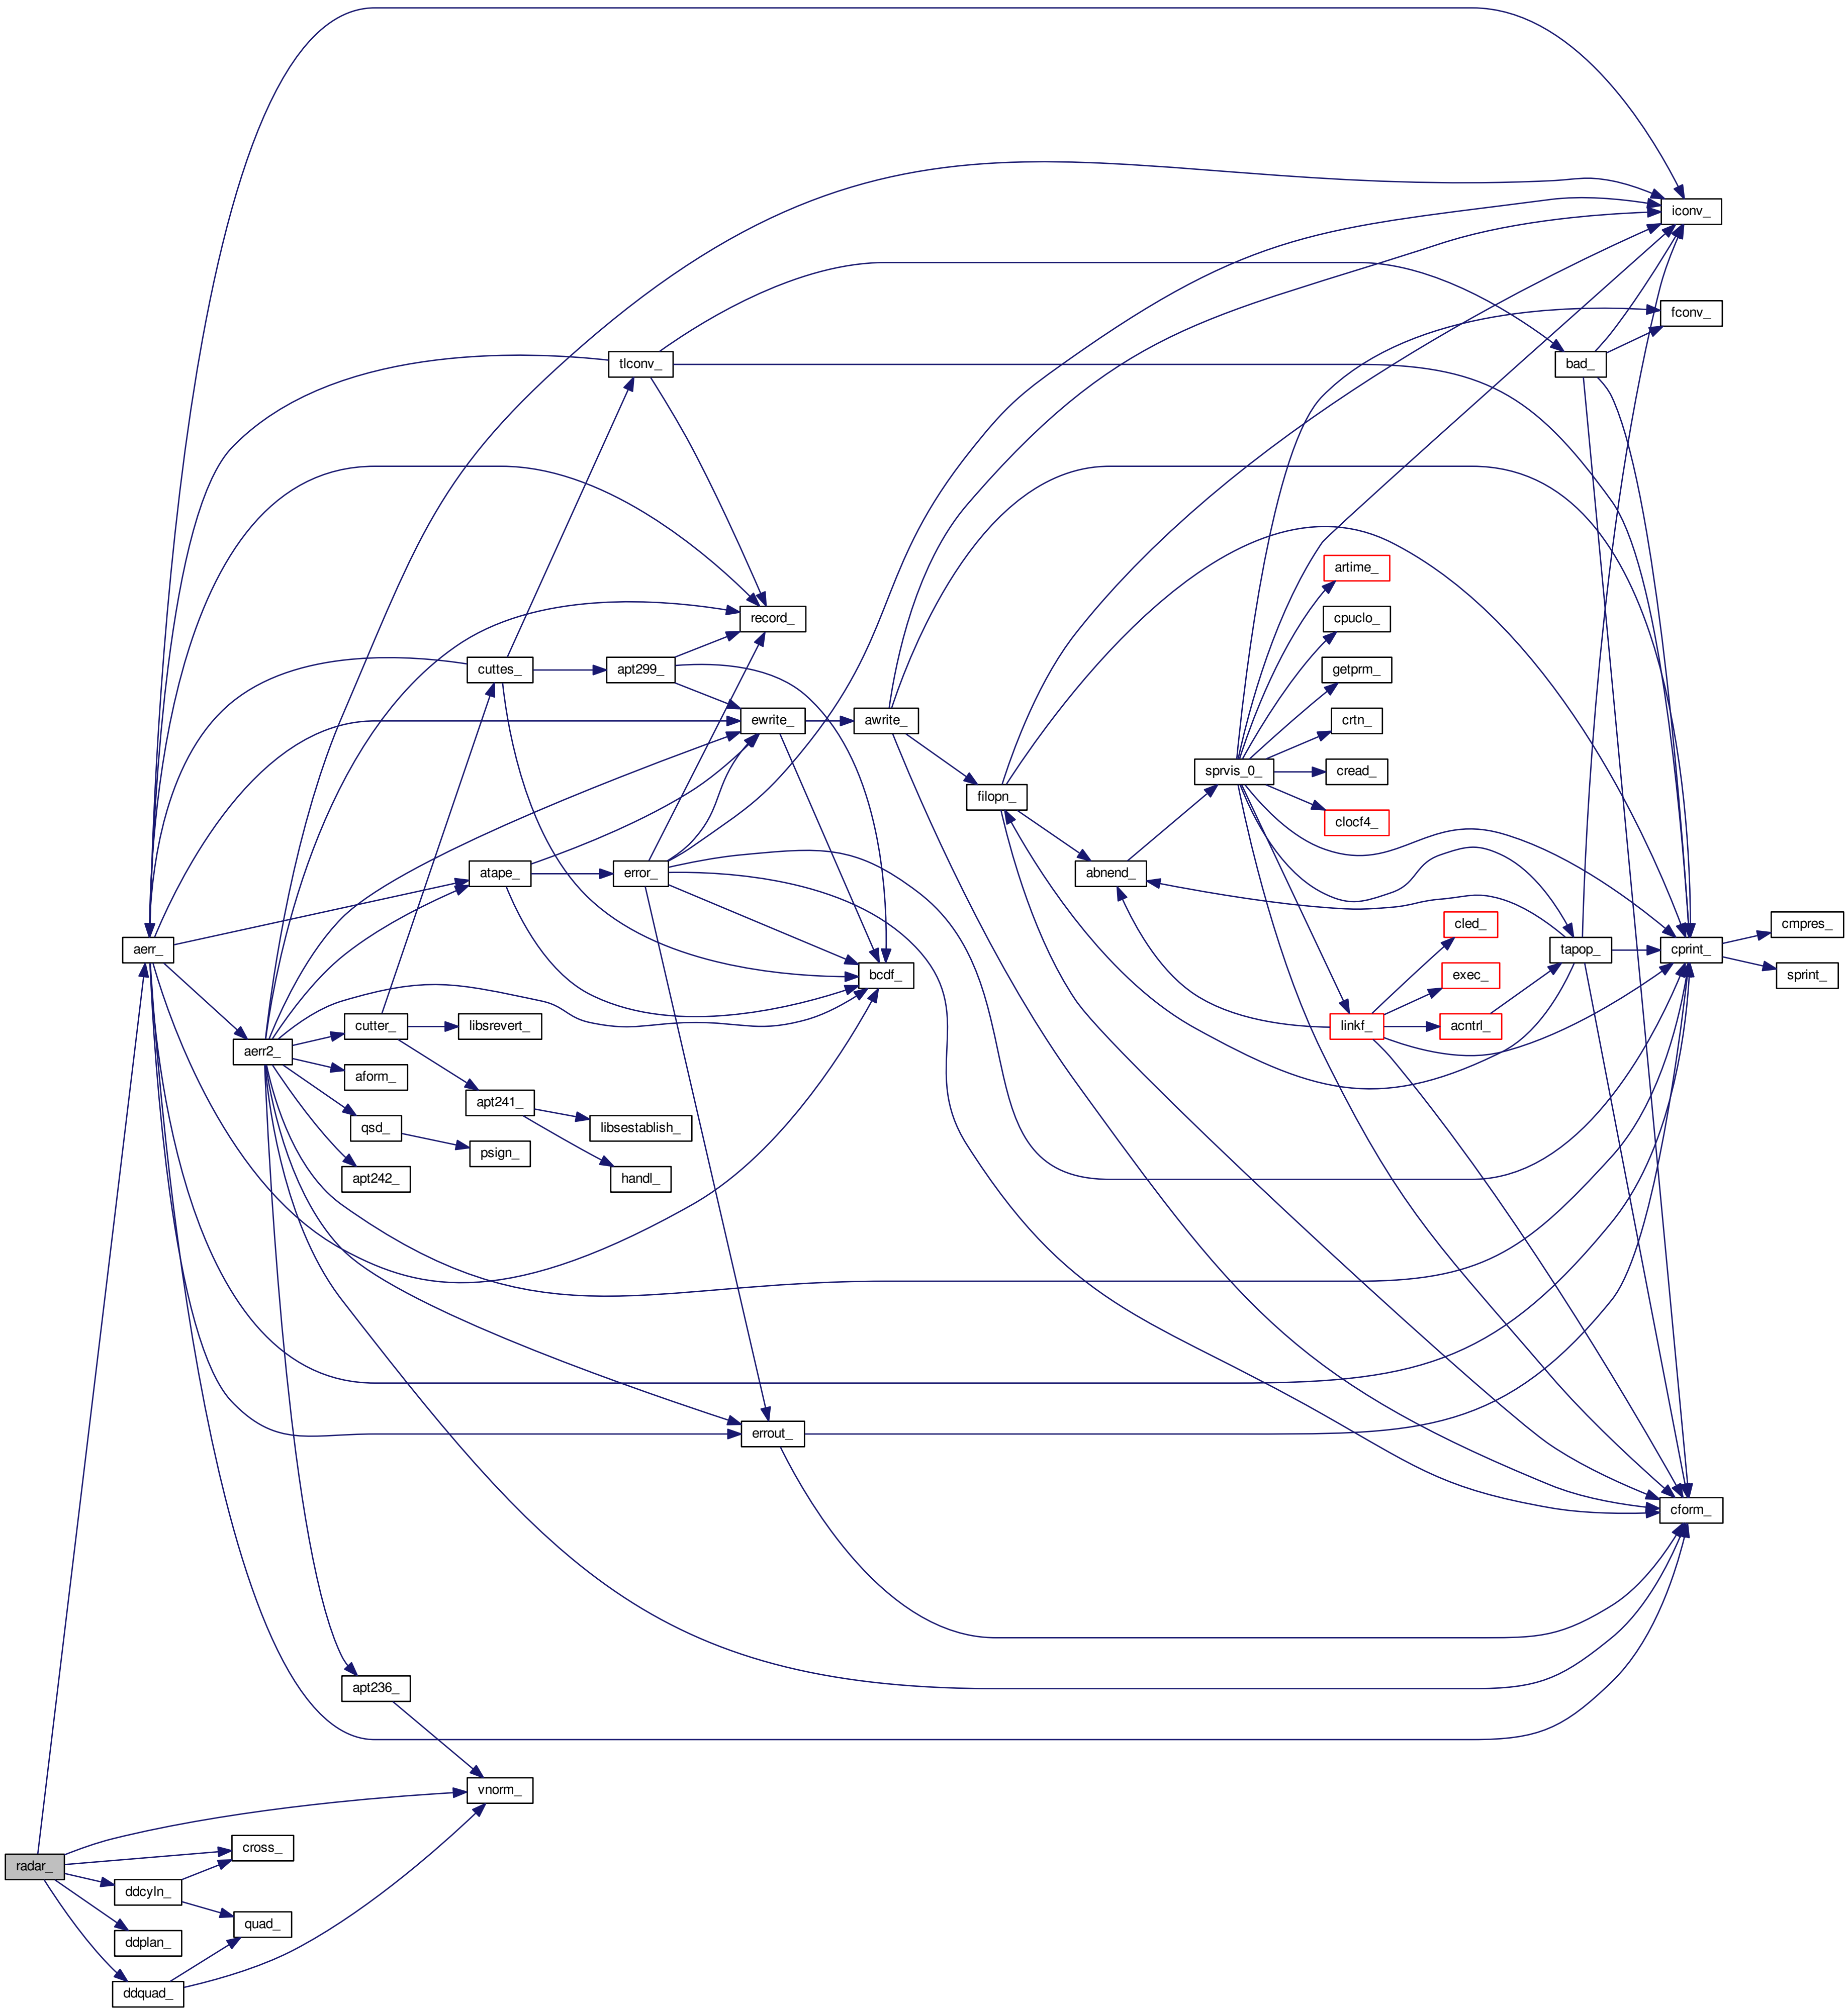 iconv_
fconv_
tlconv_
bad_
artime_
record_
cpuclo_
cuttes_
apt299_
getprm_
ewrite_
awrite_
crtn_
sprvis_0_
cread_
filopn_
clocf4_
atape_
error_
abnend_
cled_
cmpres_
aerr_
tapop_
cprint_
bcdf_
exec_
sprint_
cutter_
libsrevert_
linkf_
acntrl_
aerr2_
aform_
apt241_
qsd_
libsestablish_
psign_
apt242_
handl_
errout_
cform_
apt236_
vnorm_
cross_
radar_
ddcyln_
quad_
ddplan_
ddquad_